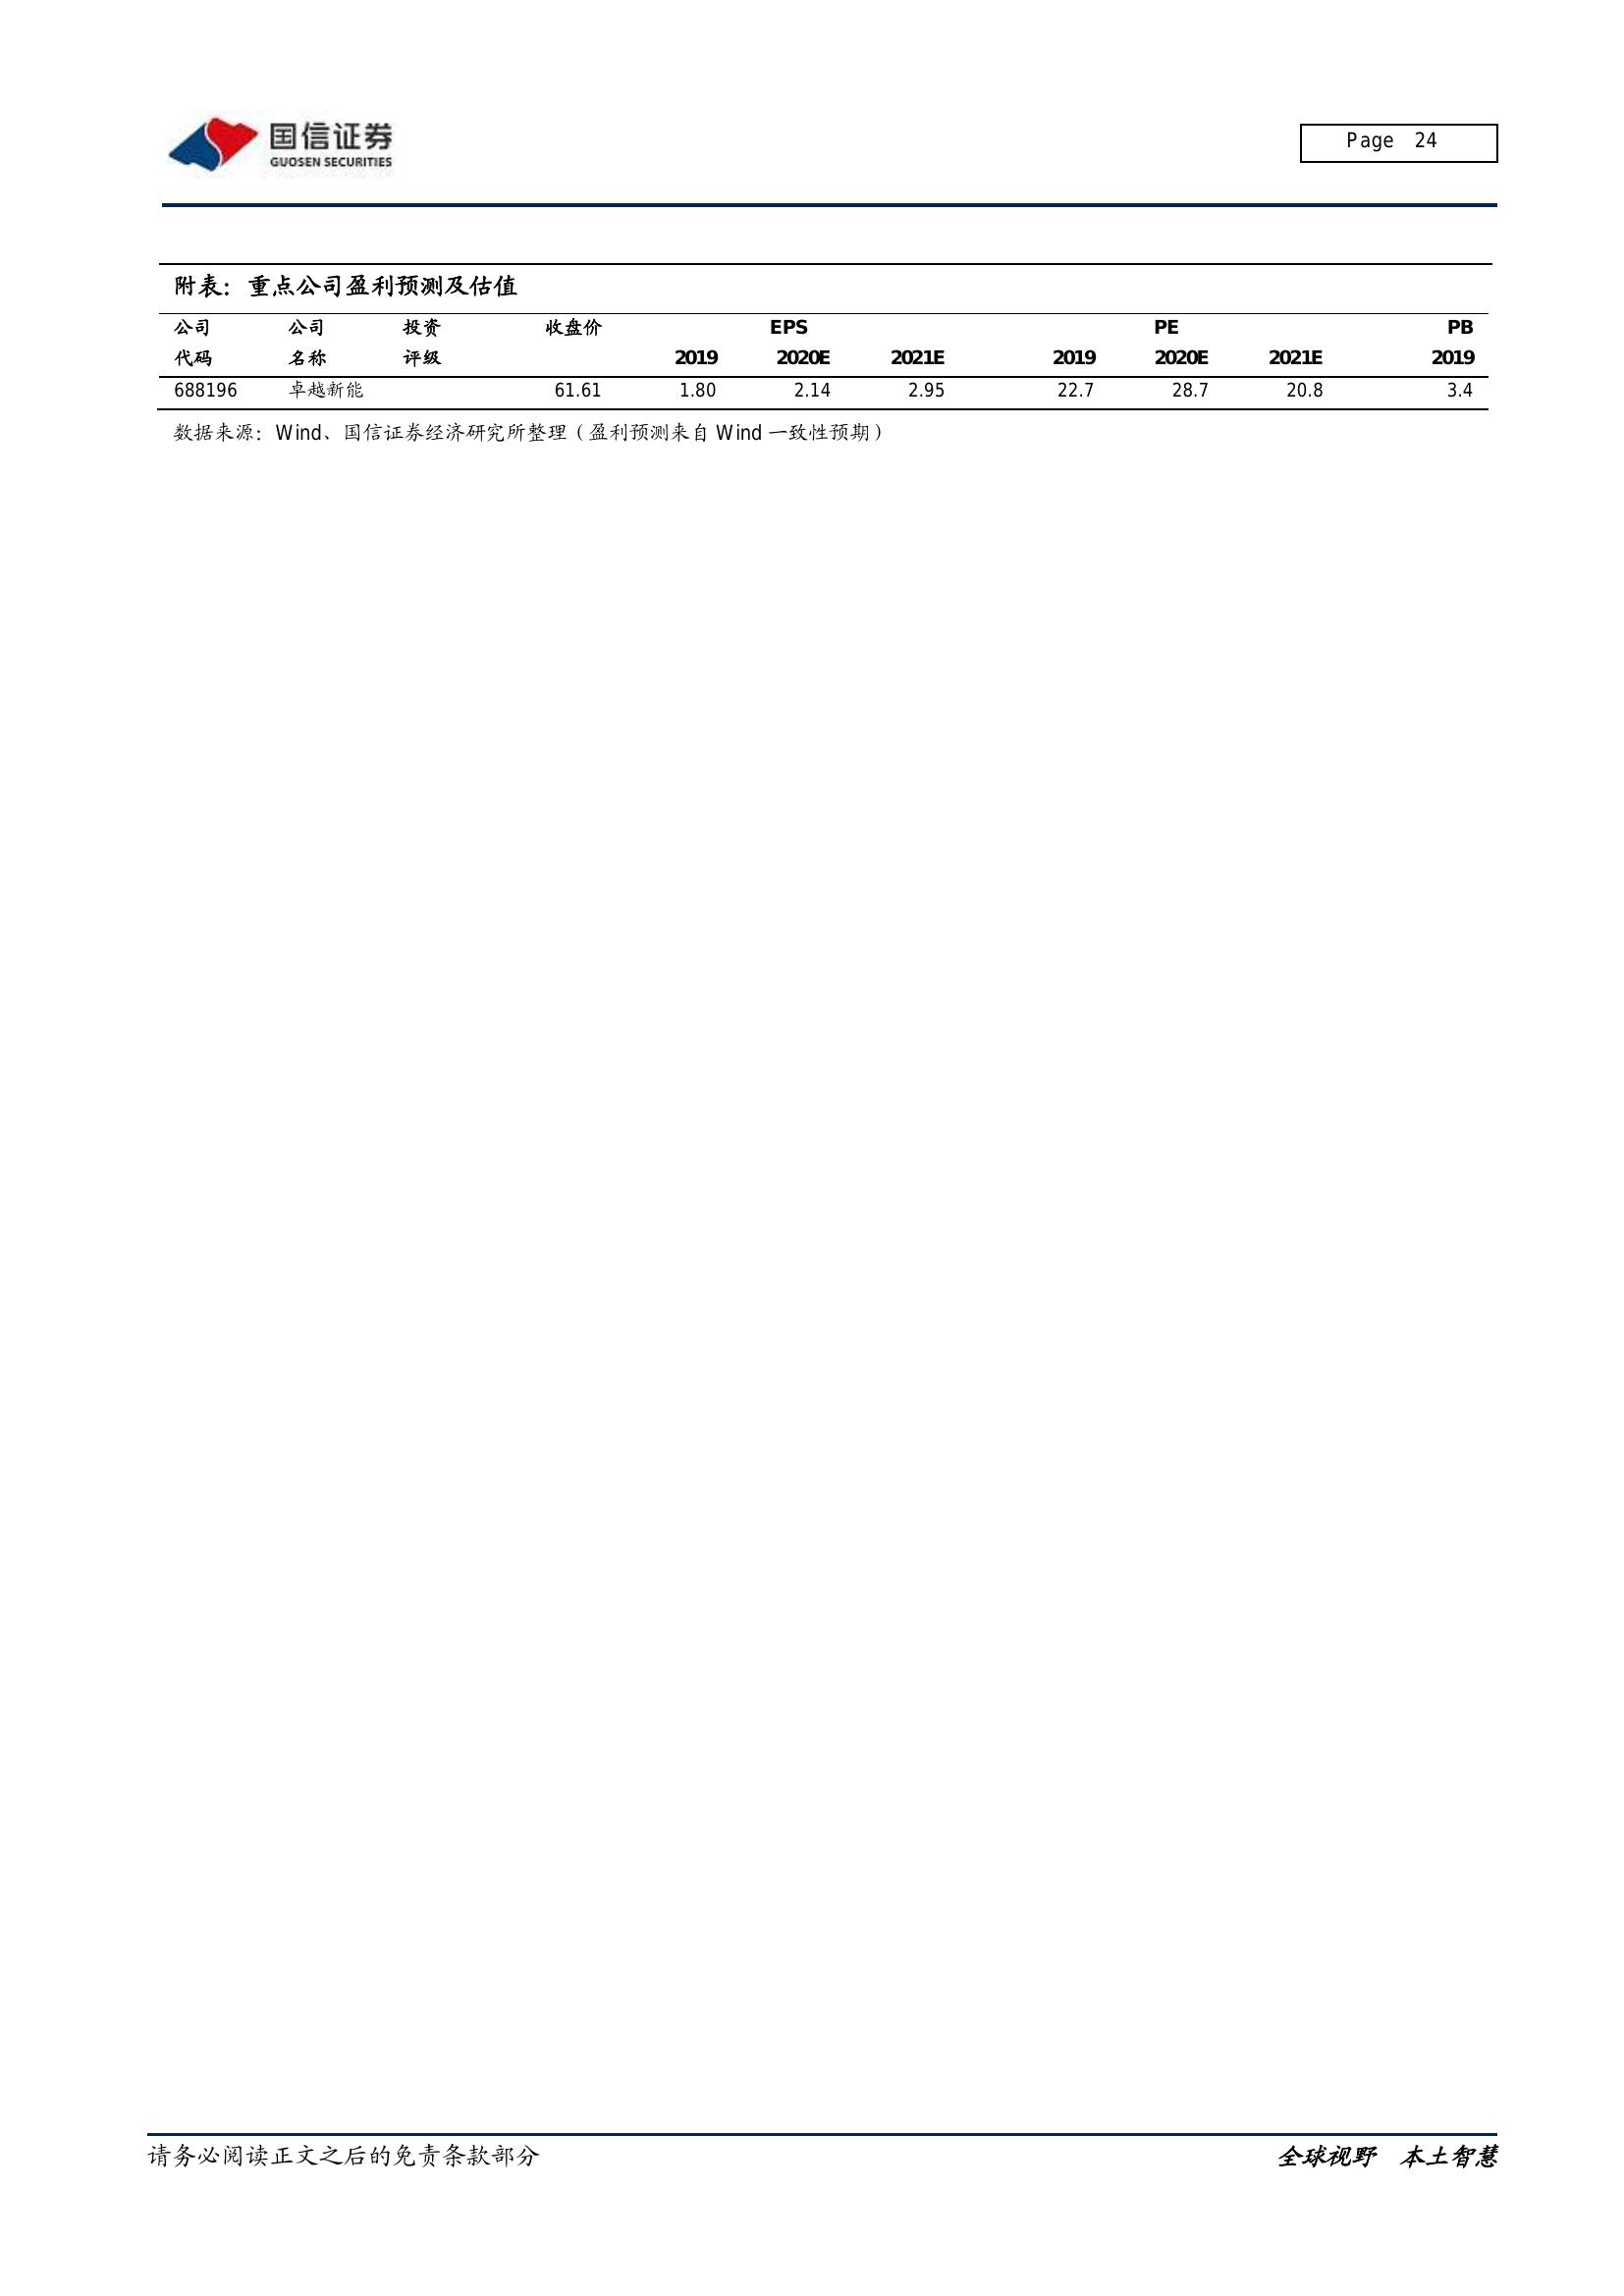 国信证券
GUOSEN SECURITIES
Page 24
附表：重点公司盈利预测及估值
公司 公司 投资 收盘价 EPS PE PB
代码 名称 评级 2019 2020E 2021E 2019 2020E 2021E 2019
688196 卓越新能 61.61 1.80 2.14 2.95 22.7 28.7 20.8 3.4
数据来源：Wind、国信证券经济研究所整理（盈利预测来自 Wind 一致性预期）
请务必阅读正文之后的免责条款部分
全球视野 本土智慧